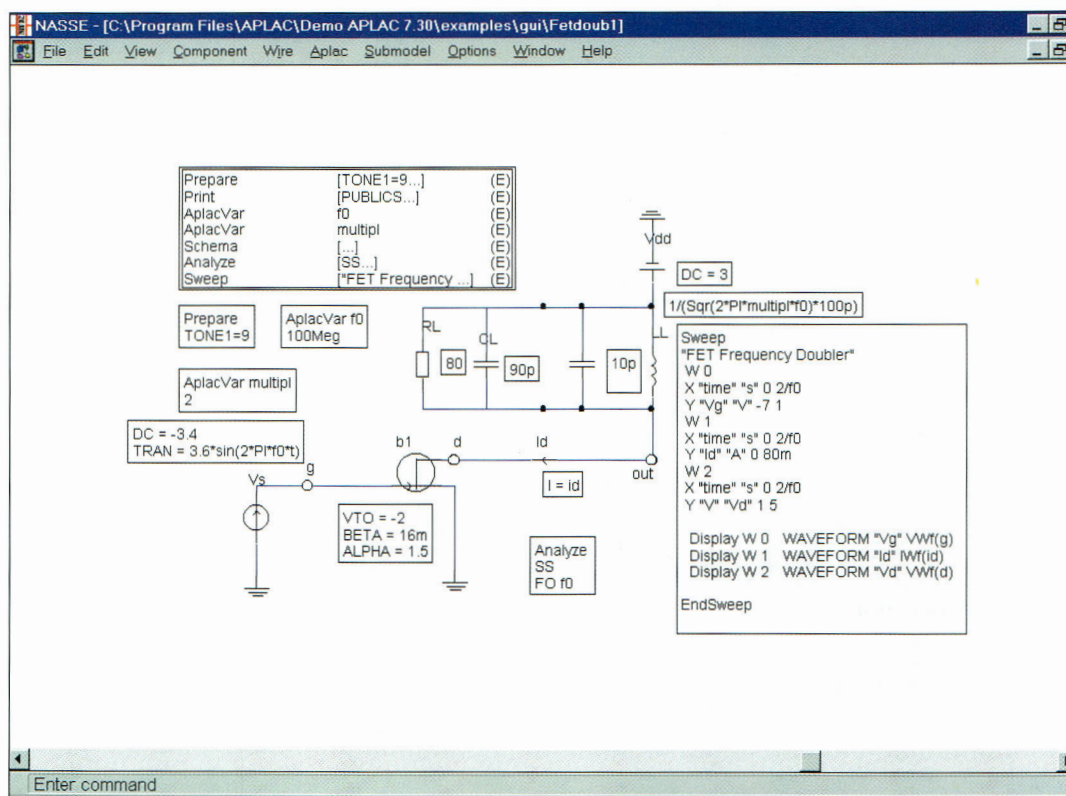 NASSE - [C:\Program Files\APLAC\Demo APLAC 7.30\examples\gui\Fetdoub1]
File Edit View Component Wire Aplac Submodel Options Window Help
Prepare [TONE1=9...] (E)
Print [PUBLICS...] (E)
AplacVar f0 (E)
AplacVar multipl (E)
Schema [...] (E)
Analyze [SS...] (E)
Sweep ["FET Frequency ...] (E)
Prepare
TONE1=9
AplacVar f0
100Meg
AplacVar multipl
2
DC = -3.4
TRAN = 3.6*sin(2*PI*f0*t)
Vs
g
b1
d
Id
out
I = id
VTO = -2
BETA = 16m
ALPHA = 1.5
Analyze
SS
FO f0
RL
80
CL
90p
10p
LL
Vdd
DC = 3
1/(Sqr(2*PI*multipl*f0)*100p)
Sweep
"FET Frequency Doubler"
W 0
X "time" "s" 0 2/f0
Y "Vg" "V" -7 1
W 1
X "time" "s" 0 2/f0
Y "Id" "A" 0 80m
W 2
X "time" "s" 0 2/f0
Y "V" "Vd" 1 5
Display W 0 WAVEFORM "Vg" VWf(g)
Display W 1 WAVEFORM "Id" IWf(id)
Display W 2 WAVEFORM "Vd" VWf(d)
EndSweep
Enter command